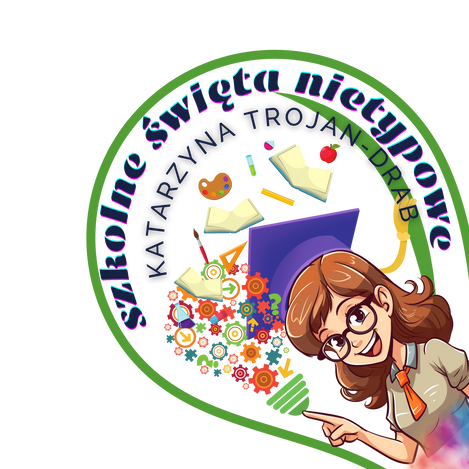 szkolne święta nietypowe
KATARZYNA TROJAN-DRAB